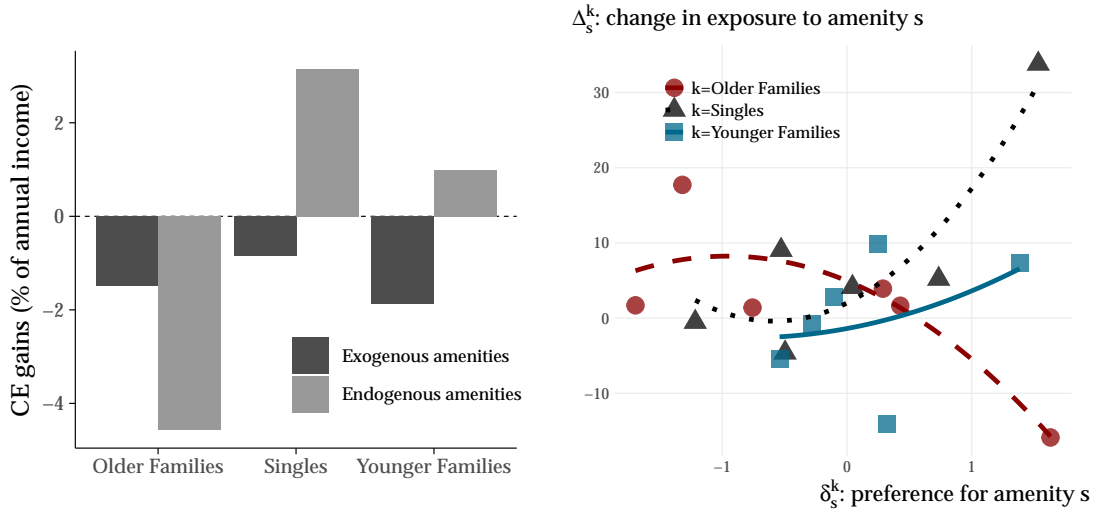 CE gains (% of annual income)
2
0
−2
−4
Exogenous amenities
Endogenous amenities
Older Families Singles Younger Families
Δₛᵏ: change in exposure to amenity s
k=Older Families
k=Singles
k=Younger Families
30
20
10
0
−10
−1 0 1
δₛᵏ: preference for amenity s